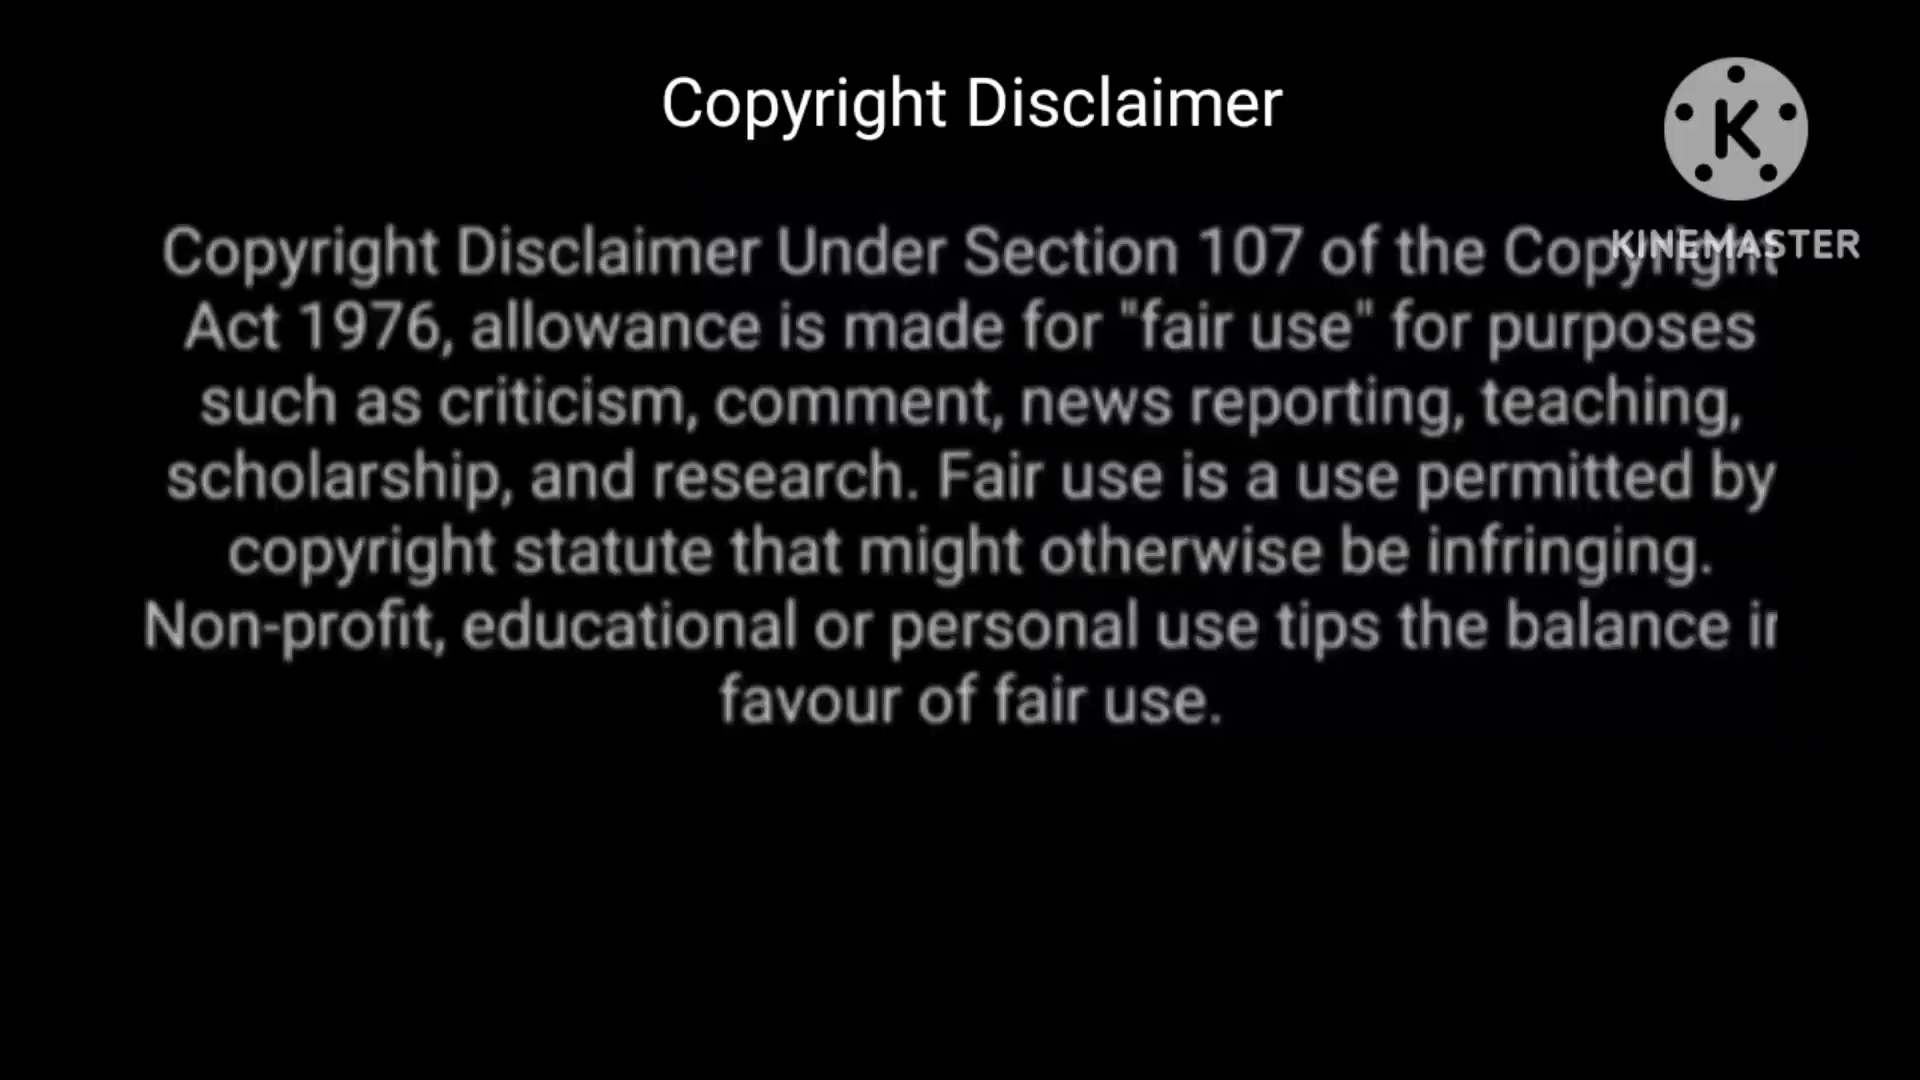 Copyright Disclaimer
K
KINEMASTER
Copyright Disclaimer Under Section 107 of the Copyright
Act 1976, allowance is made for "fair use" for purposes
such as criticism, comment, news reporting, teaching,
scholarship, and research. Fair use is a use permitted by
copyright statute that might otherwise be infringing.
Non-profit, educational or personal use tips the balance in
favour of fair use.